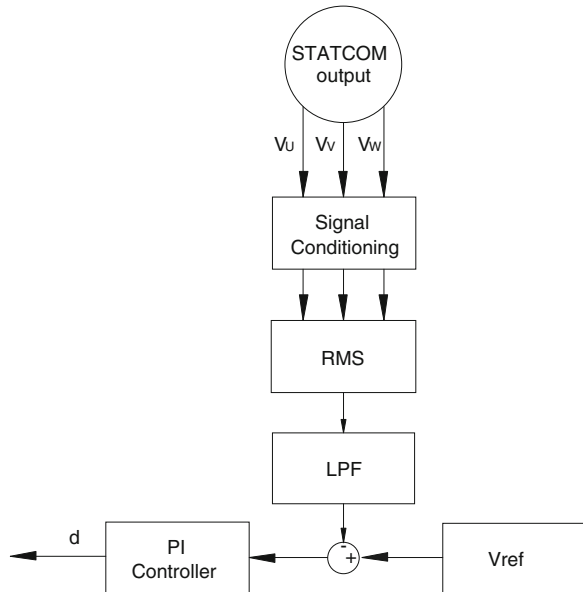 STATCOM
output
VU VV VW
Signal
Conditioning
RMS
LPF
-
+
d
PI
Controller
Vref